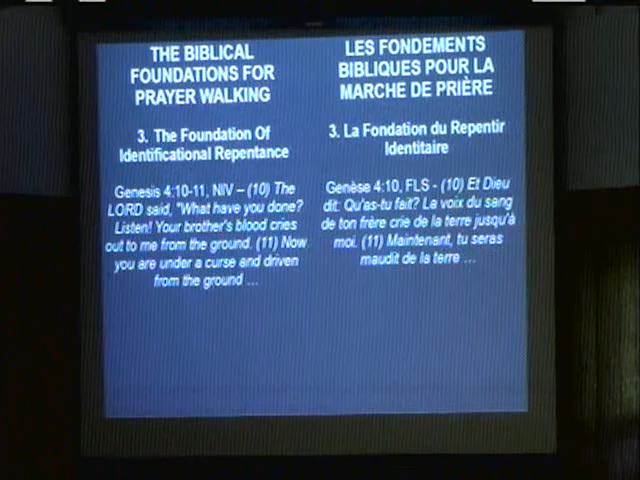 THE BIBLICAL
FOUNDATIONS FOR
PRAYER WALKING
3. The Foundation Of
Identificational Repentance
Genesis 4:10-11, NIV – (10) The
LORD said, "What have you done?
Listen! Your brother's blood cries
out to me from the ground. (11) Now
you are under a curse and driven
from the ground ...
LES FONDEMENTS
BIBLIQUES POUR LA
MARCHE DE PRIÈRE
3. La Fondation du Repentir
Identitaire
Genèse 4:10, FLS - (10) Et Dieu
dit: Qu'as-tu fait? La voix du sang
de ton frère crie de la terre jusqu'à
moi. (11) Maintenant, tu seras
maudit de la terre ...